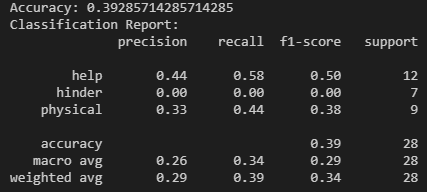 Accuracy: 0.39285714285714285
Classification Report:
precision recall f1-score support
help 0.44 0.58 0.50 12
hinder 0.00 0.00 0.00 7
physical 0.33 0.44 0.38 9
accuracy 0.39 28
macro avg 0.26 0.34 0.29 28
weighted avg 0.29 0.39 0.34 28